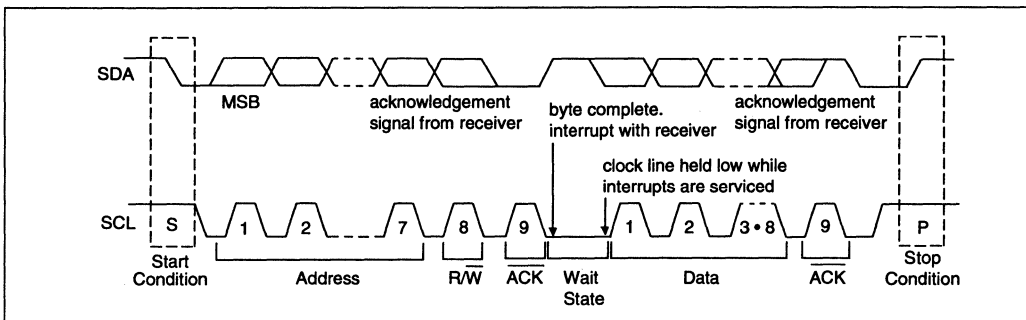 SDA
MSB
acknowledgement
signal from receiver
byte complete.
interrupt with receiver
acknowledgement
signal from receiver
clock line held low while
interrupts are serviced
SCL
S
1
2
7
8
9
1
2
3 • 8
9
P
Start
Condition
Address
R/W̅
A̅C̅K̅
Wait
State
Data
A̅C̅K̅
Stop
Condition